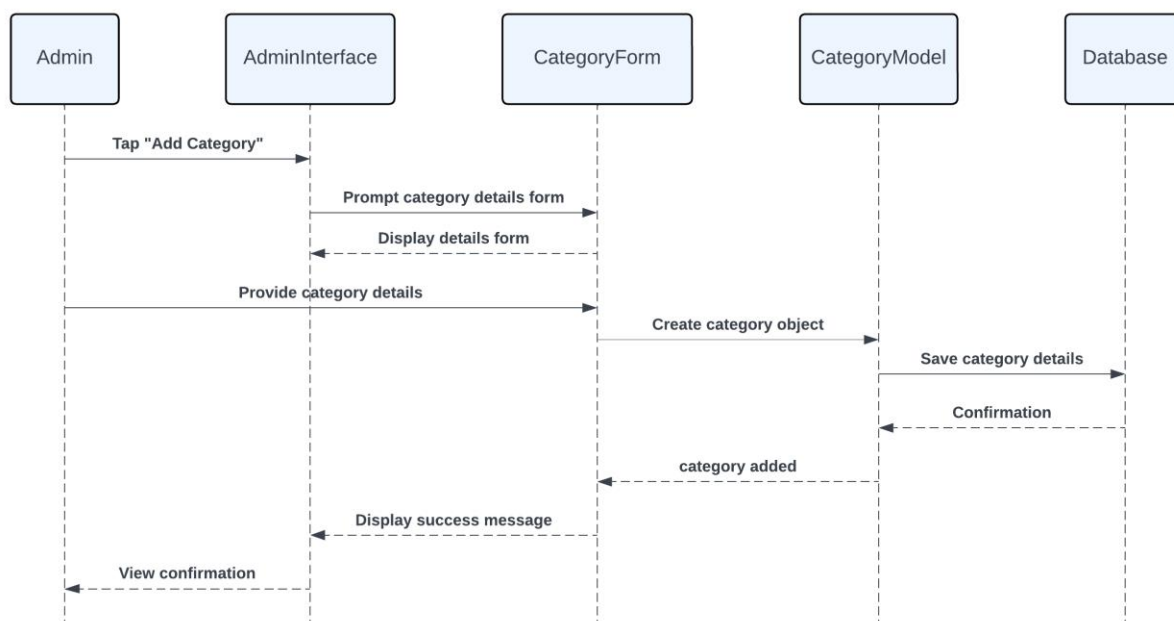 Admin
AdminInterface
CategoryForm
CategoryModel
Database
Tap "Add Category"
Prompt category details form
Display details form
Provide category details
Create category object
Save category details
Confirmation
category added
Display success message
View confirmation